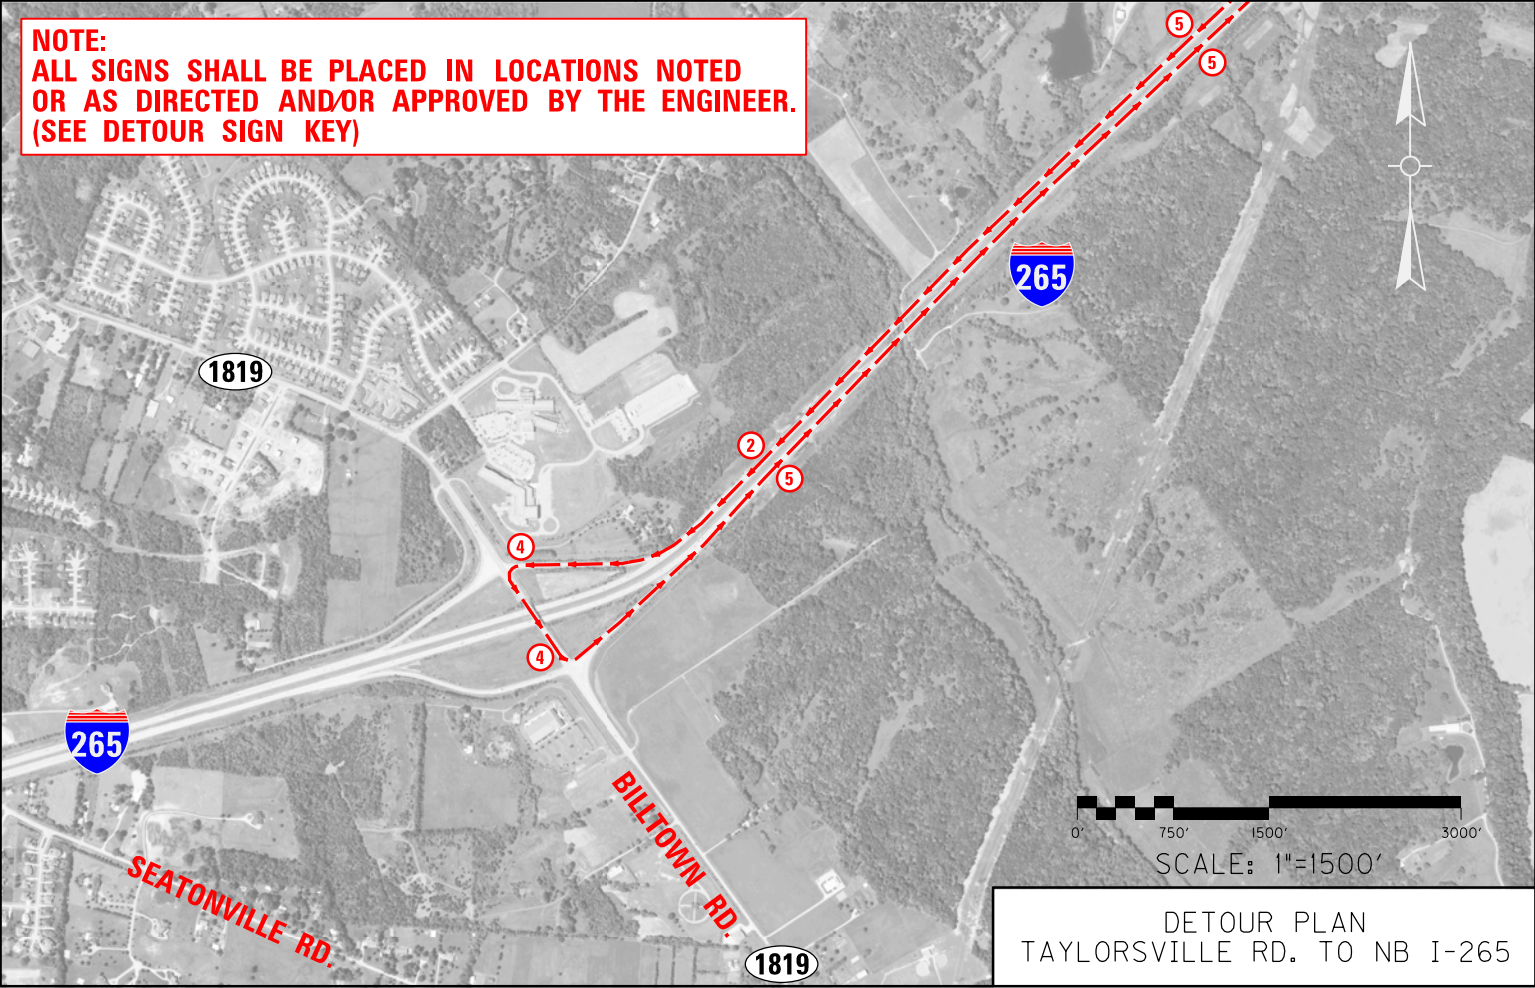 NOTE:
ALL SIGNS SHALL BE PLACED IN LOCATIONS NOTED
OR AS DIRECTED AND/OR APPROVED BY THE ENGINEER.
(SEE DETOUR SIGN KEY)
5
5
265
1819
2
5
4
4
265
BILLTOWN RD.
SEATONVILLE RD.
1819
0' 750' 1500' 3000'
SCALE: 1"=1500'
DETOUR PLAN
TAYLORSVILLE RD. TO NB I-265